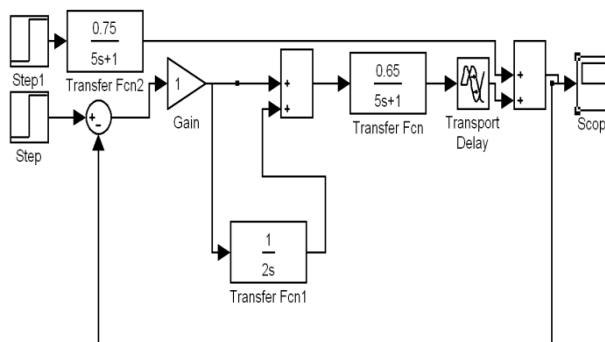 0.75
5s+1
Step1
Transfer Fcn2
+
-
Step
1
Gain
+
+
0.65
5s+1
Transfer Fcn
Transport
Delay
+
+
Scop
1
2s
Transfer Fcn1